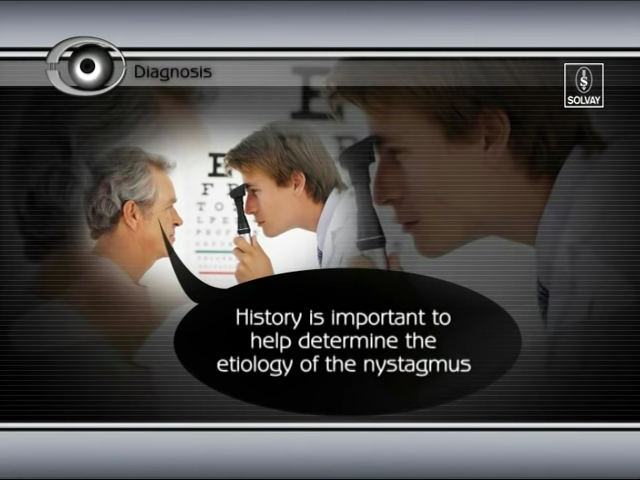 Diagnosis
S
SOLVAY
E
E
F F
T O
L P E
P R O F
History is important to
help determine the
etiology of the nystagmus